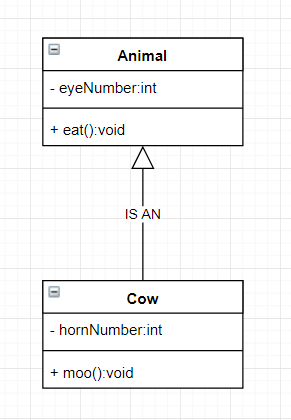 Animal
- eyeNumber:int
+ eat():void
IS AN
Cow
- hornNumber:int
+ moo():void